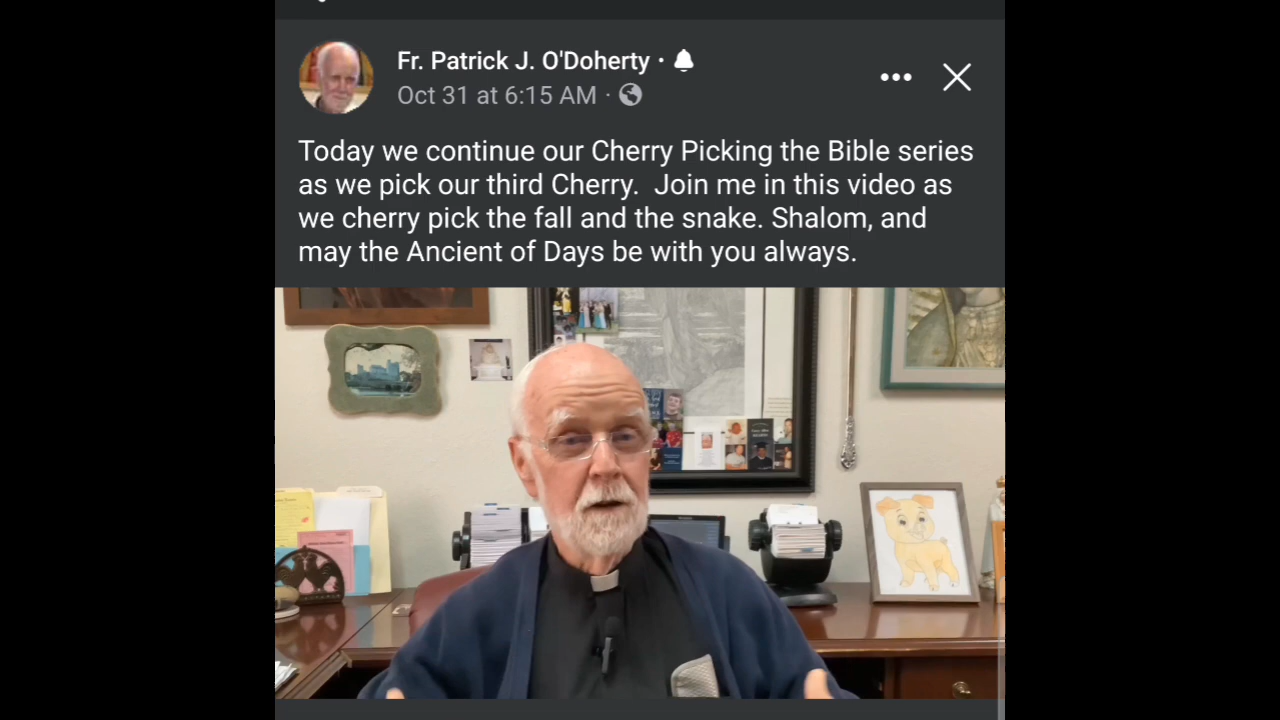 Fr. Patrick J. O'Doherty ·
Oct 31 at 6:15 AM ·
Today we continue our Cherry Picking the Bible series
as we pick our third Cherry.  Join me in this video as
we cherry pick the fall and the snake. Shalom, and
may the Ancient of Days be with you always.